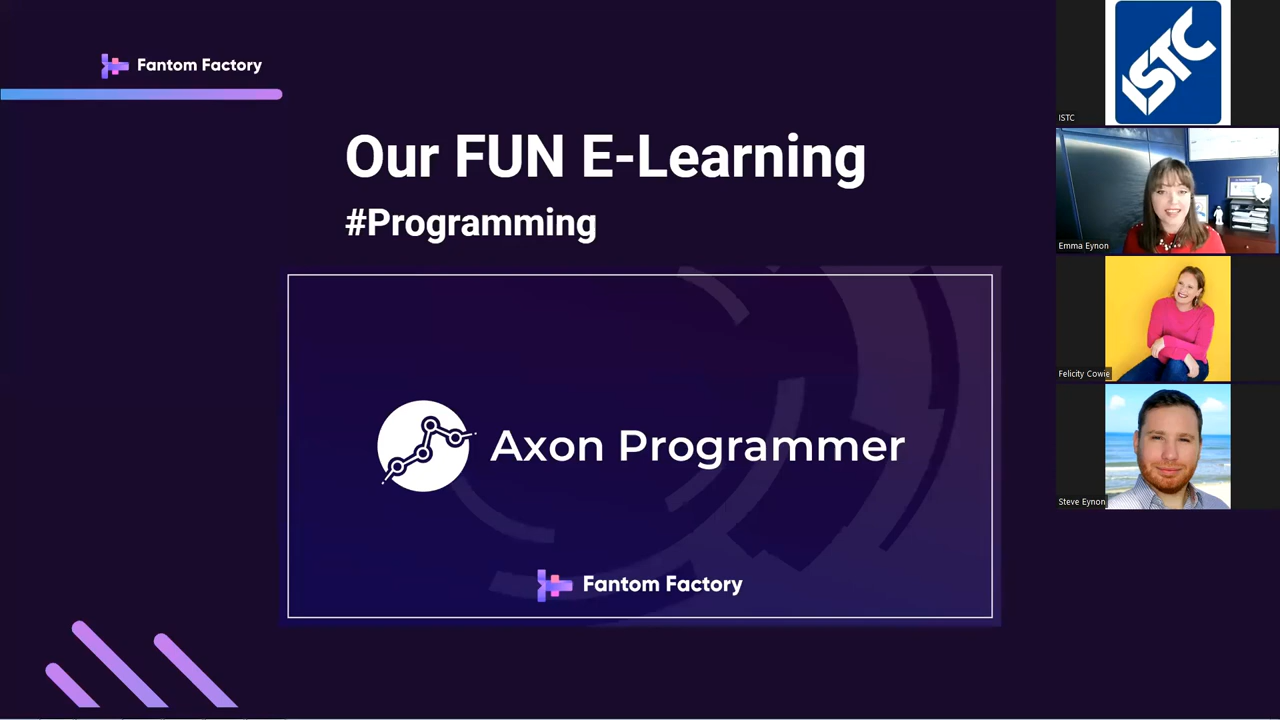 Fantom Factory
Our FUN E-Learning
#Programming
Axon Programmer
Fantom Factory
ISTC
ISTC
Emma Eynon
Felicity Cowie
Steve Eynon